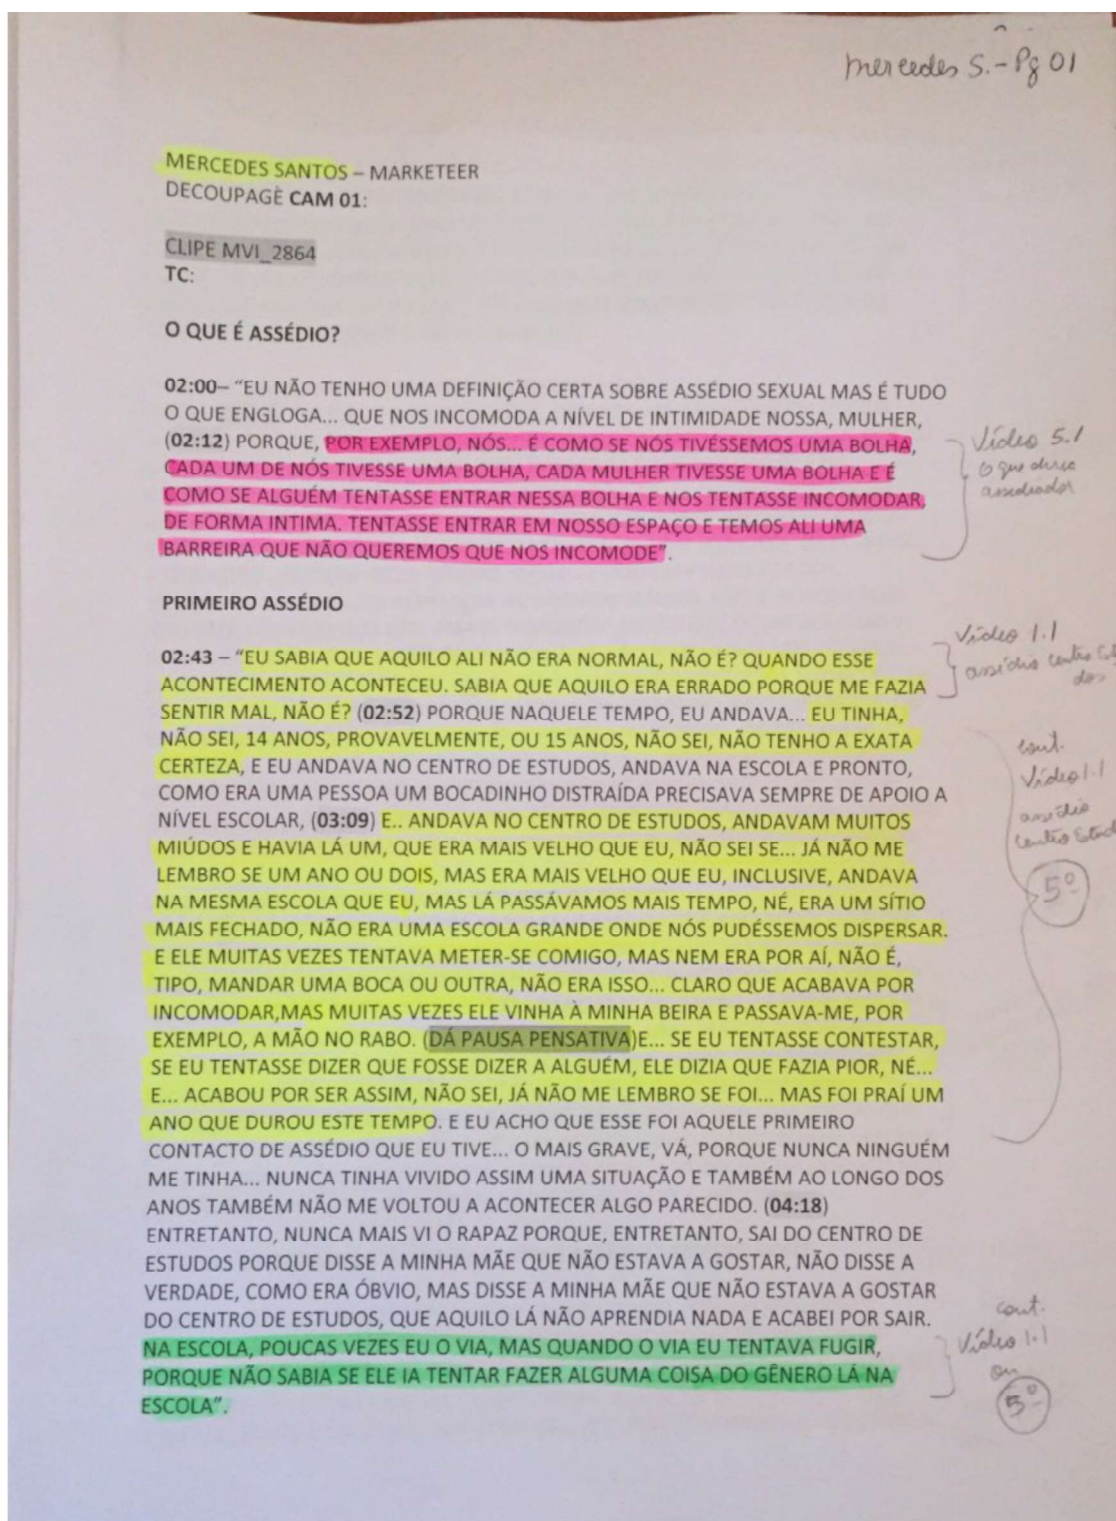 mercedes S. - Pg 01
MERCEDES SANTOS – MARKETEER
DECOUPAGÈ CAM 01:
CLIPE MVI_2864
TC:
O QUE É ASSÉDIO?
02:00– “EU NÃO TENHO UMA DEFINIÇÃO CERTA SOBRE ASSÉDIO SEXUAL MAS É TUDO
O QUE ENGLOGA... QUE NOS INCOMODA A NÍVEL DE INTIMIDADE NOSSA, MULHER,
(02:12) PORQUE, POR EXEMPLO, NÓS... É COMO SE NÓS TIVÉSSEMOS UMA BOLHA,
CADA UM DE NÓS TIVESSE UMA BOLHA, CADA MULHER TIVESSE UMA BOLHA E É
COMO SE ALGUÉM TENTASSE ENTRAR NESSA BOLHA E NOS TENTASSE INCOMODAR,
DE FORMA INTIMA. TENTASSE ENTRAR EM NOSSO ESPAÇO E TEMOS ALI UMA
BARREIRA QUE NÃO QUEREMOS QUE NOS INCOMODE”.
Vídeo 5.1
o que
assediador
PRIMEIRO ASSÉDIO
02:43 – “EU SABIA QUE AQUILO ALI NÃO ERA NORMAL, NÃO É? QUANDO ESSE
ACONTECIMENTO ACONTECEU. SABIA QUE AQUILO ERA ERRADO PORQUE ME FAZIA
SENTIR MAL, NÃO É? (02:52) PORQUE NAQUELE TEMPO, EU ANDAVA... EU TINHA,
NÃO SEI, 14 ANOS, PROVAVELMENTE, OU 15 ANOS, NÃO SEI, NÃO TENHO A EXATA
CERTEZA, E EU ANDAVA NO CENTRO DE ESTUDOS, ANDAVA NA ESCOLA E PRONTO,
COMO ERA UMA PESSOA UM BOCADINHO DISTRAÍDA PRECISAVA SEMPRE DE APOIO A
NÍVEL ESCOLAR, (03:09) E.. ANDAVA NO CENTRO DE ESTUDOS, ANDAVAM MUITOS
MIÚDOS E HAVIA LÁ UM, QUE ERA MAIS VELHO QUE EU, NÃO SEI SE... JÁ NÃO ME
LEMBRO SE UM ANO OU DOIS, MAS ERA MAIS VELHO QUE EU, INCLUSIVE, ANDAVA
NA MESMA ESCOLA QUE EU, MAS LÁ PASSÁVAMOS MAIS TEMPO, NÉ, ERA UM SÍTIO
MAIS FECHADO, NÃO ERA UMA ESCOLA GRANDE ONDE NÓS PUDÉSSEMOS DISPERSAR.
E ELE MUITAS VEZES TENTAVA METER-SE COMIGO, MAS NEM ERA POR AÍ, NÃO É,
TIPO, MANDAR UMA BOCA OU OUTRA, NÃO ERA ISSO... CLARO QUE ACABAVA POR
INCOMODAR,MAS MUITAS VEZES ELE VINHA À MINHA BEIRA E PASSAVA-ME, POR
EXEMPLO, A MÃO NO RABO. (DÁ PAUSA PENSATIVA)E... SE EU TENTASSE CONTESTAR,
SE EU TENTASSE DIZER QUE FOSSE DIZER A ALGUÉM, ELE DIZIA QUE FAZIA PIOR, NÉ...
E... ACABOU POR SER ASSIM, NÃO SEI, JÁ NÃO ME LEMBRO SE FOI... MAS FOI PRAÍ UM
ANO QUE DUROU ESTE TEMPO. E EU ACHO QUE ESSE FOI AQUELE PRIMEIRO
CONTACTO DE ASSÉDIO QUE EU TIVE... O MAIS GRAVE, VÁ, PORQUE NUNCA NINGUÉM
ME TINHA... NUNCA TINHA VIVIDO ASSIM UMA SITUAÇÃO E TAMBÉM AO LONGO DOS
ANOS TAMBÉM NÃO ME VOLTOU A ACONTECER ALGO PARECIDO. (04:18)
ENTRETANTO, NUNCA MAIS VI O RAPAZ PORQUE, ENTRETANTO, SAI DO CENTRO DE
ESTUDOS PORQUE DISSE A MINHA MÃE QUE NÃO ESTAVA A GOSTAR, NÃO DISSE A
VERDADE, COMO ERA ÓBVIO, MAS DISSE A MINHA MÃE QUE NÃO ESTAVA A GOSTAR
DO CENTRO DE ESTUDOS, QUE AQUILO LÁ NÃO APRENDIA NADA E ACABEI POR SAIR.
NA ESCOLA, POUCAS VEZES EU O VIA, MAS QUANDO O VIA EU TENTAVA FUGIR,
PORQUE NÃO SABIA SE ELE IA TENTAR FAZER ALGUMA COISA DO GÊNERO LÁ NA
ESCOLA”.
Vídeo 1.1
assédio centro
cont.
Vídeo 1.1
assédio
centro
5º
cont.
Vídeo 1.1
ou
5º